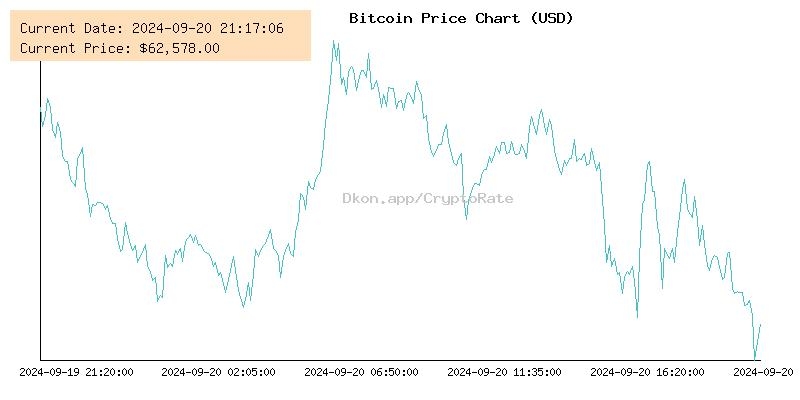 Bitcoin Price Chart (USD)
Current Date: 2024-09-20 21:17:06
Current Price: $62,578.00
Dkon.app/CryptoRate
2024-09-19 21:20:00 2024-09-20 02:05:00 2024-09-20 06:50:00 2024-09-20 11:35:00 2024-09-20 16:20:00 2024-09-20